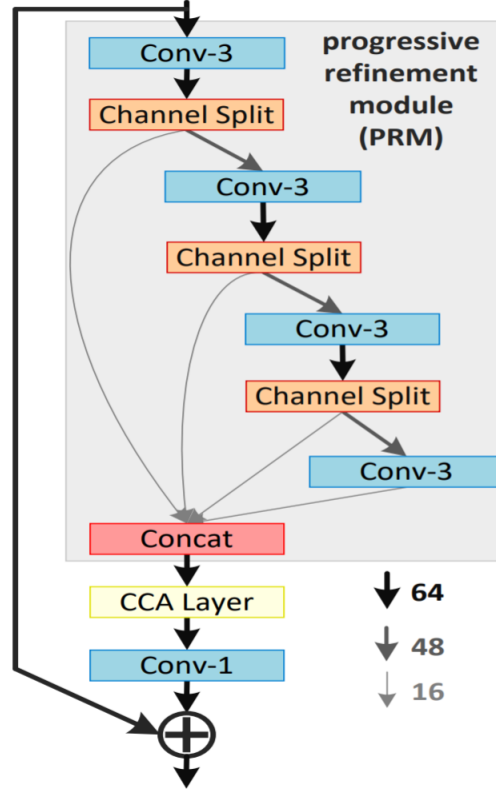 Conv-3
progressive
refinement
module
(PRM)
Channel Split
Conv-3
Channel Split
Conv-3
Channel Split
Conv-3
Concat
CCA Layer
64
48
Conv-1
16